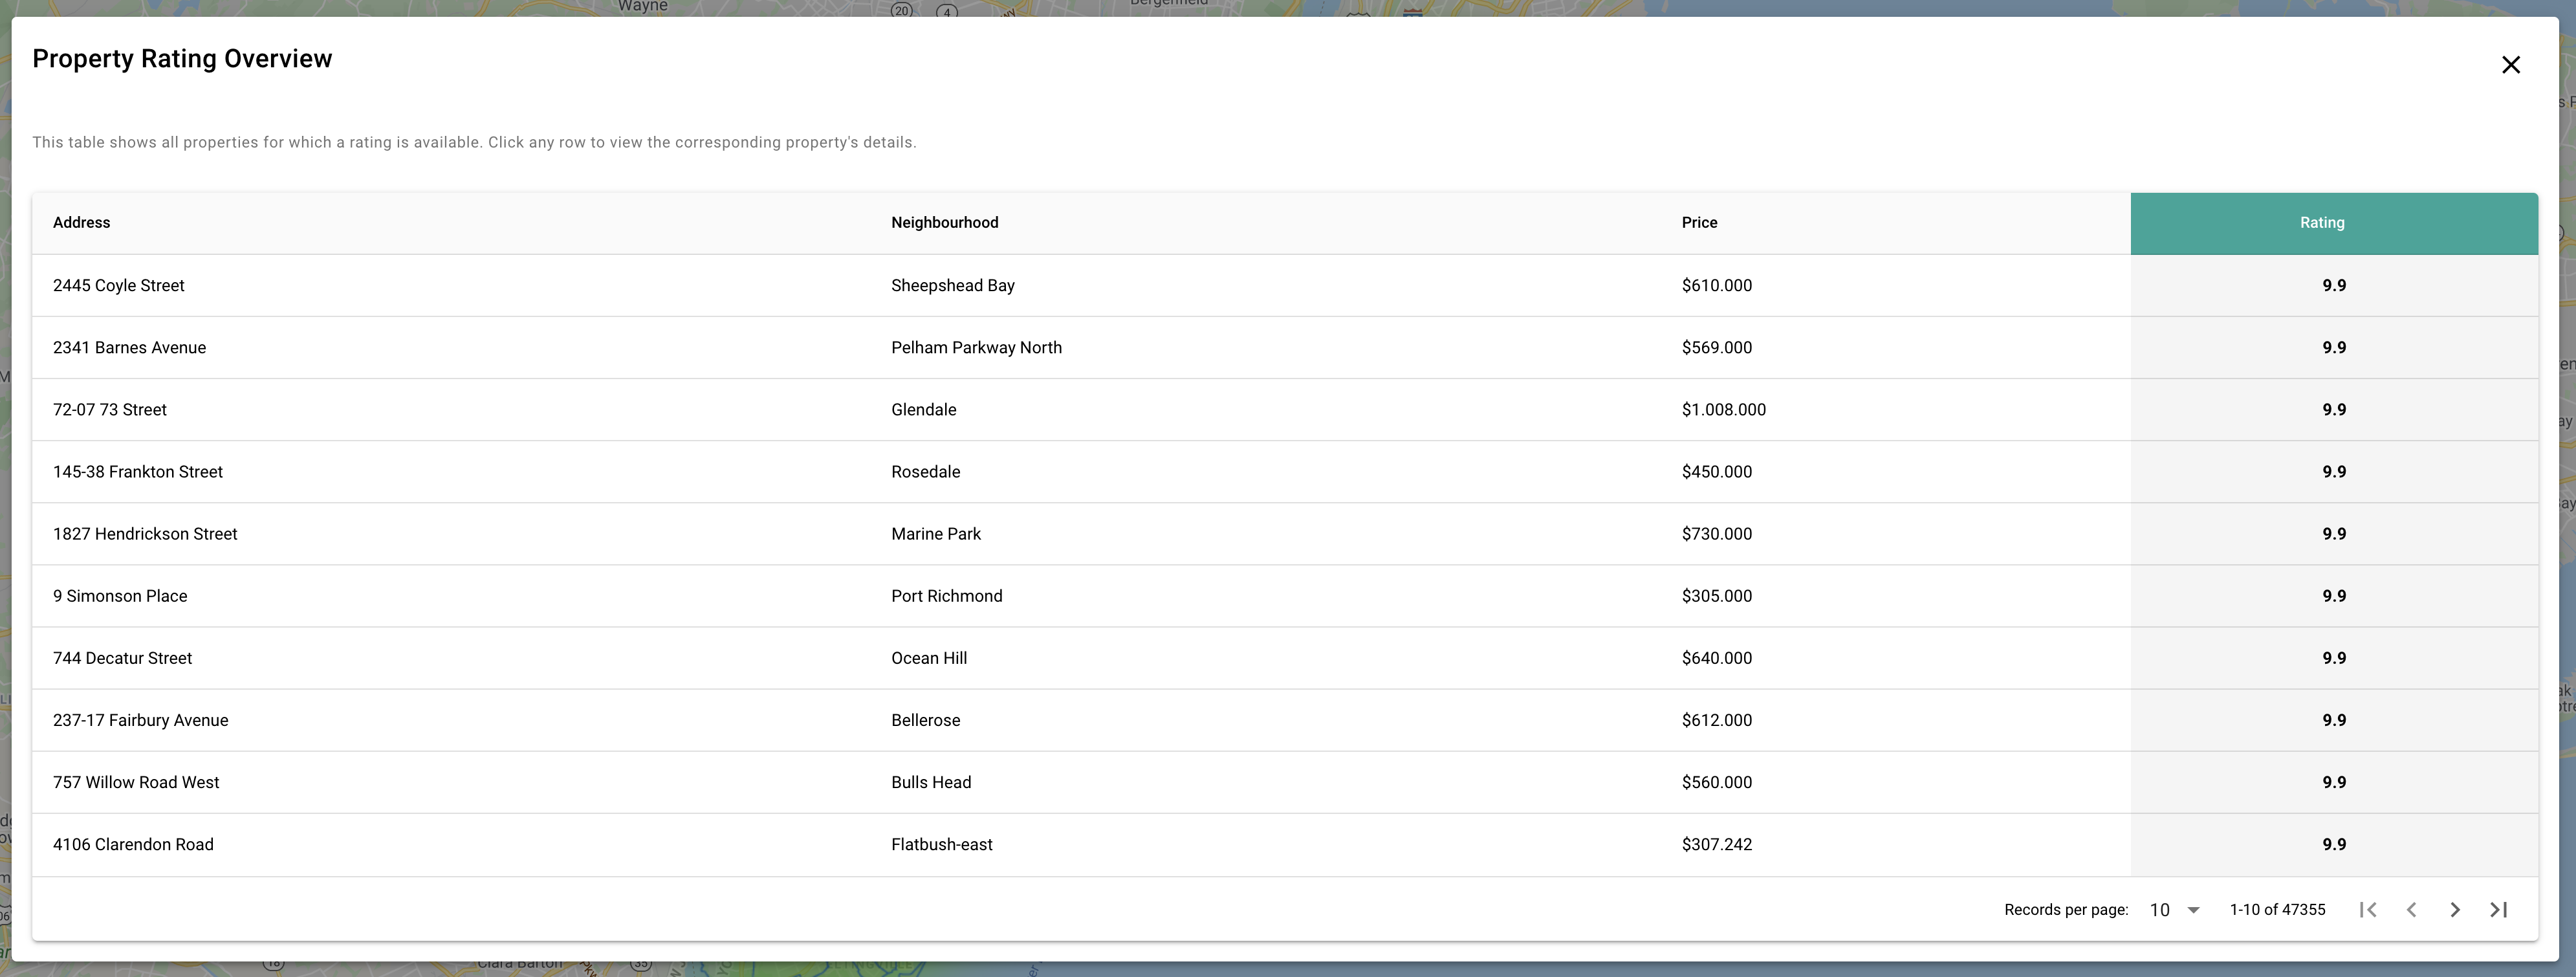 Wayne
20
4
Property Rating Overview
This table shows all properties for which a rating is available. Click any row to view the corresponding property's details.
Address Neighbourhood Price Rating
2445 Coyle Street Sheepshead Bay $610.000 9.9
2341 Barnes Avenue Pelham Parkway North $569.000 9.9
72-07 73 Street Glendale $1.008.000 9.9
145-38 Frankton Street Rosedale $450.000 9.9
1827 Hendrickson Street Marine Park $730.000 9.9
9 Simonson Place Port Richmond $305.000 9.9
744 Decatur Street Ocean Hill $640.000 9.9
237-17 Fairbury Avenue Bellerose $612.000 9.9
757 Willow Road West Bulls Head $560.000 9.9
4106 Clarendon Road Flatbush-east $307.242 9.9
Records per page: 10 1-10 of 47355
Clara Barton
35